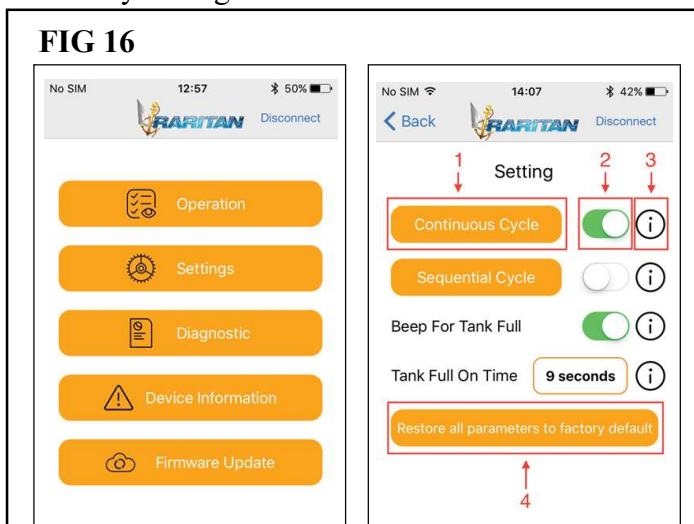 FIG 16
No SIM 12:57 50%
RARITAN Disconnect
Operation
Settings
Diagnostic
Device Information
Firmware Update
No SIM 14:07 42%
Back RARITAN Disconnect
1 Setting 2 3
Continuous Cycle
Sequential Cycle
Beep For Tank Full
Tank Full On Time 9 seconds
Restore all parameters to factory default
4